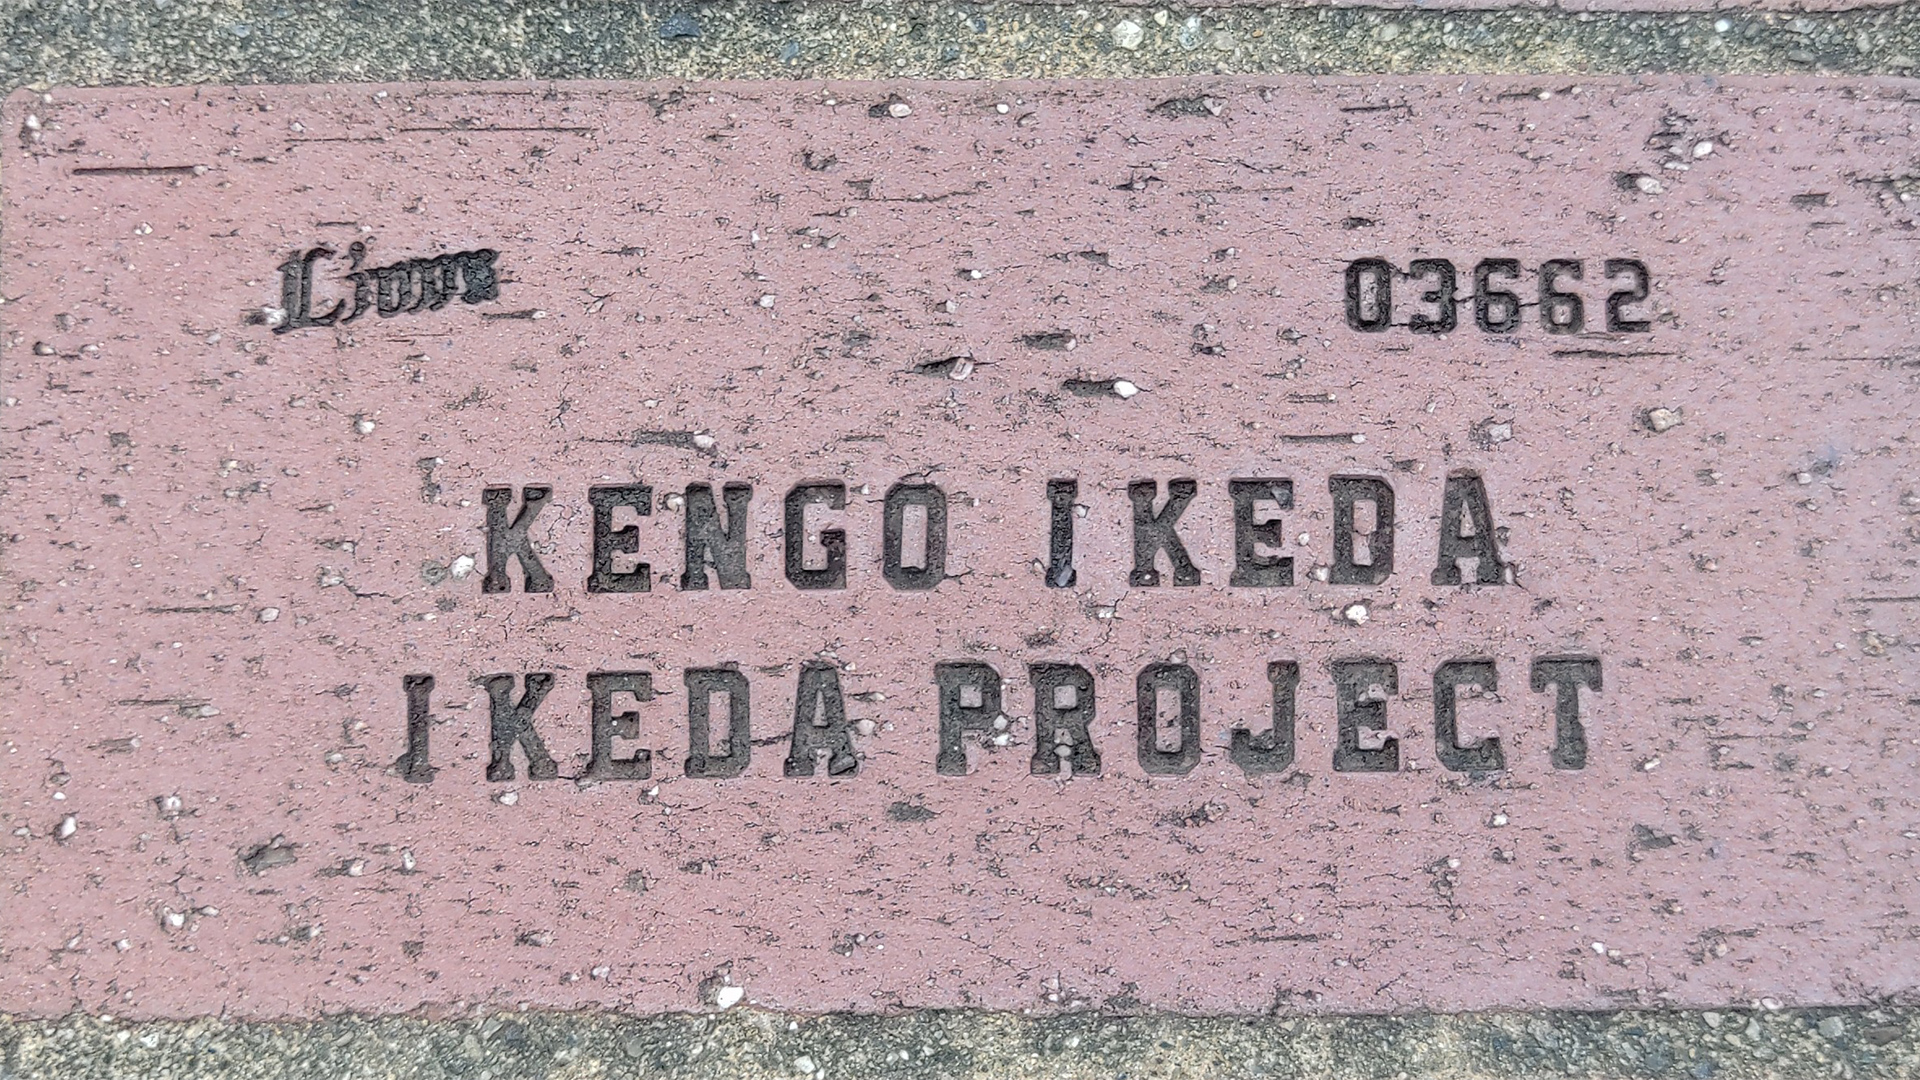 Lions 03662
KENGO IKEDA
IKEDA PROJECT